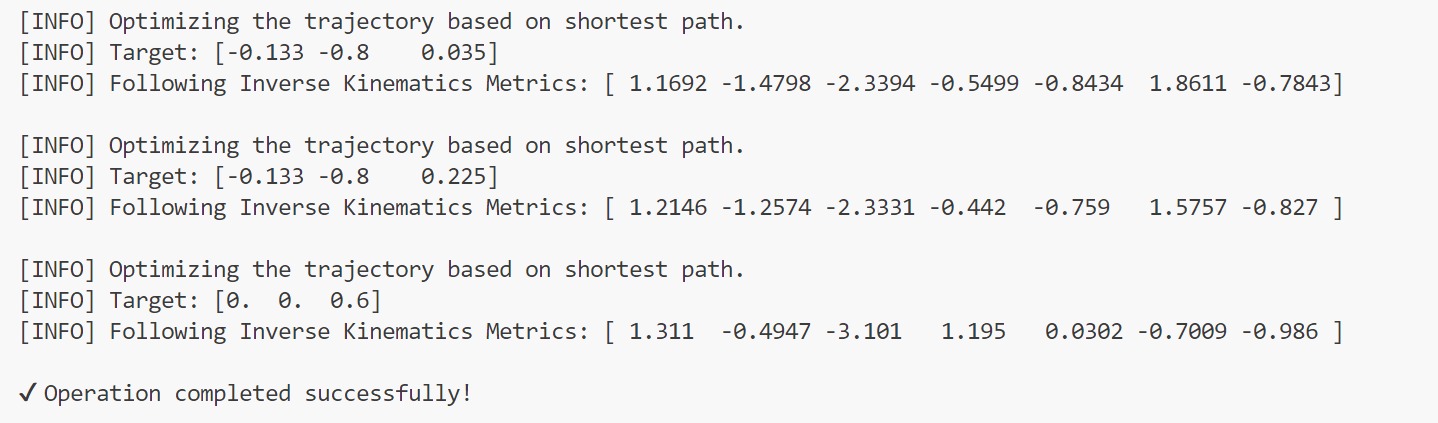 [INFO] Optimizing the trajectory based on shortest path.
[INFO] Target: [-0.133 -0.8    0.035]
[INFO] Following Inverse Kinematics Metrics: [ 1.1692 -1.4798 -2.3394 -0.5499 -0.8434  1.8611 -0.7843]
[INFO] Optimizing the trajectory based on shortest path.
[INFO] Target: [-0.133 -0.8    0.225]
[INFO] Following Inverse Kinematics Metrics: [ 1.2146 -1.2574 -2.3331 -0.442  -0.759   1.5757 -0.827 ]
[INFO] Optimizing the trajectory based on shortest path.
[INFO] Target: [0.  0.  0.6]
[INFO] Following Inverse Kinematics Metrics: [ 1.311  -0.4947 -3.101   1.195   0.0302 -0.7009 -0.986 ]
✓ Operation completed successfully!